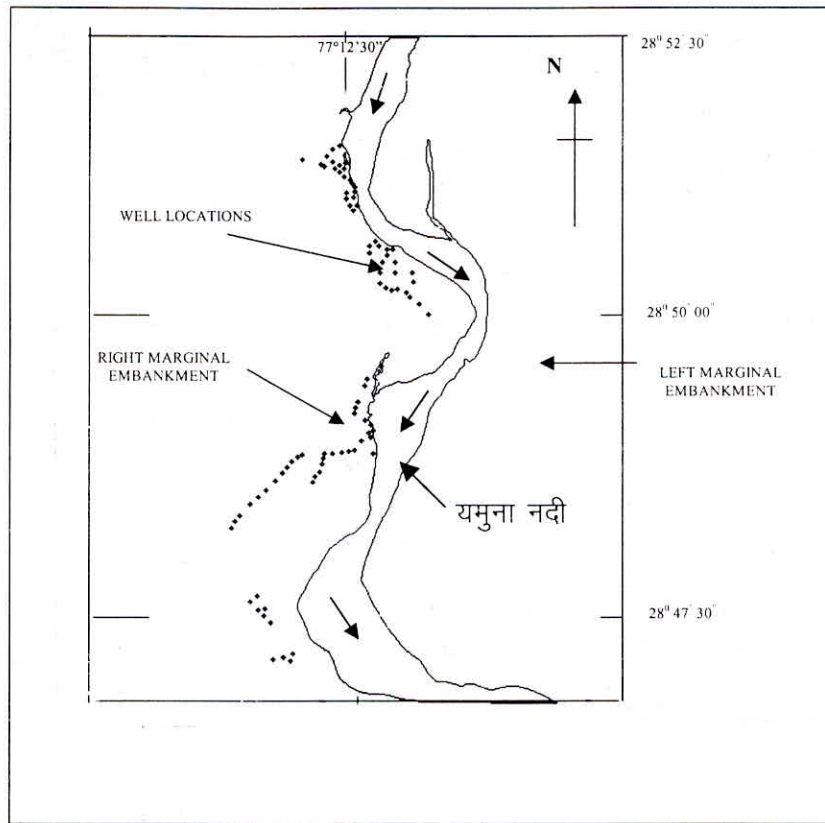 77°12'30"
28° 52' 30"
N
WELL LOCATIONS
28° 50' 00"
RIGHT MARGINAL
EMBANKMENT
LEFT MARGINAL
EMBANKMENT
यमुना नदी
28° 47' 30"